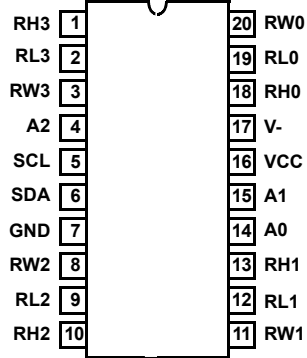 RH3 1 20 RW0
RL3 2 19 RL0
RW3 3 18 RH0
A2 4 17 V-
SCL 5 16 VCC
SDA 6 15 A1
GND 7 14 A0
RW2 8 13 RH1
RL2 9 12 RL1
RH2 10 11 RW1